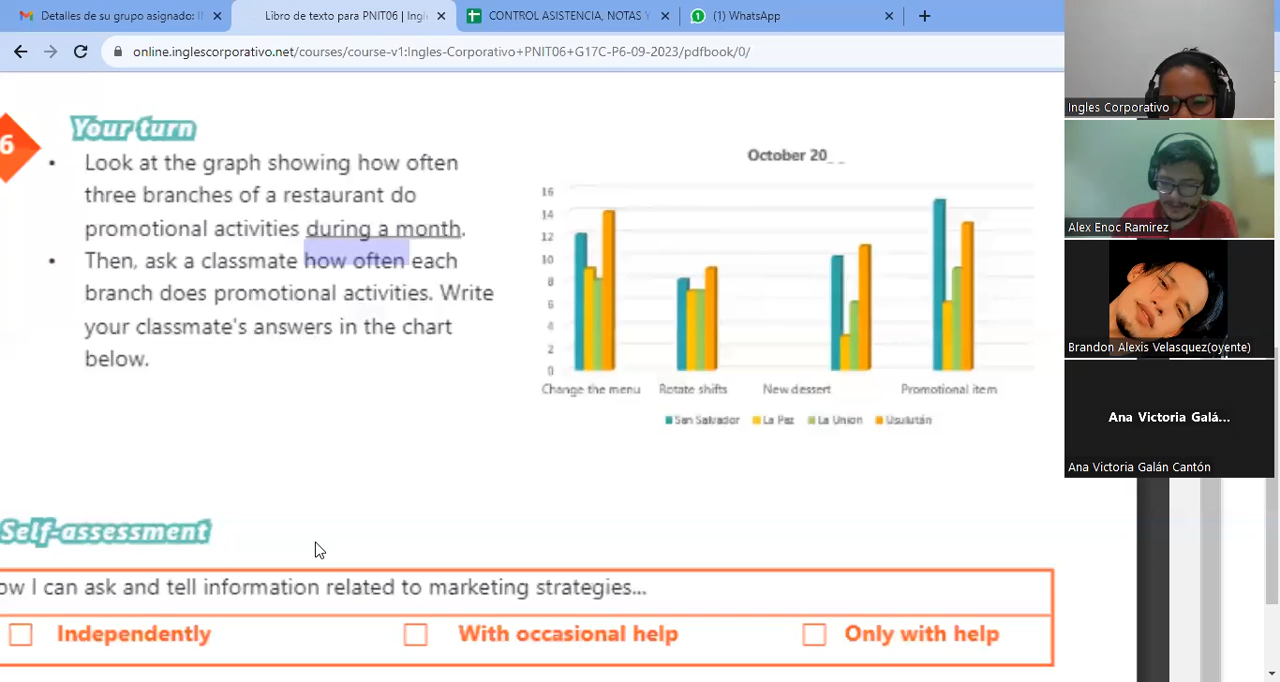 Detalles de su grupo asignado: I
Libro de texto para PNIT06 | Ingl
CONTROL ASISTENCIA, NOTAS Y
(1) WhatsApp
online.inglescorporativo.net/courses/course-v1:Ingles-Corporativo+PNIT06+G17C-P6-09-2023/pdfbook/0/
6
Your turn
• Look at the graph showing how often
three branches of a restaurant do
promotional activities during a month.
• Then, ask a classmate how often each
branch does promotional activities. Write
your classmate's answers in the chart
below.
October 20_ _
16
14
12
10
8
6
4
2
0
Change the menu Rotate shifts New dessert Promotional item
San Salvador La Paz La Union Usulután
Self-assessment
ow I can ask and tell information related to marketing strategies...
Independently With occasional help Only with help
Ingles Corporativo
Alex Enoc Ramirez
Brandon Alexis Velasquez(oyente)
Ana Victoria Galá...
Ana Victoria Galán Cantón